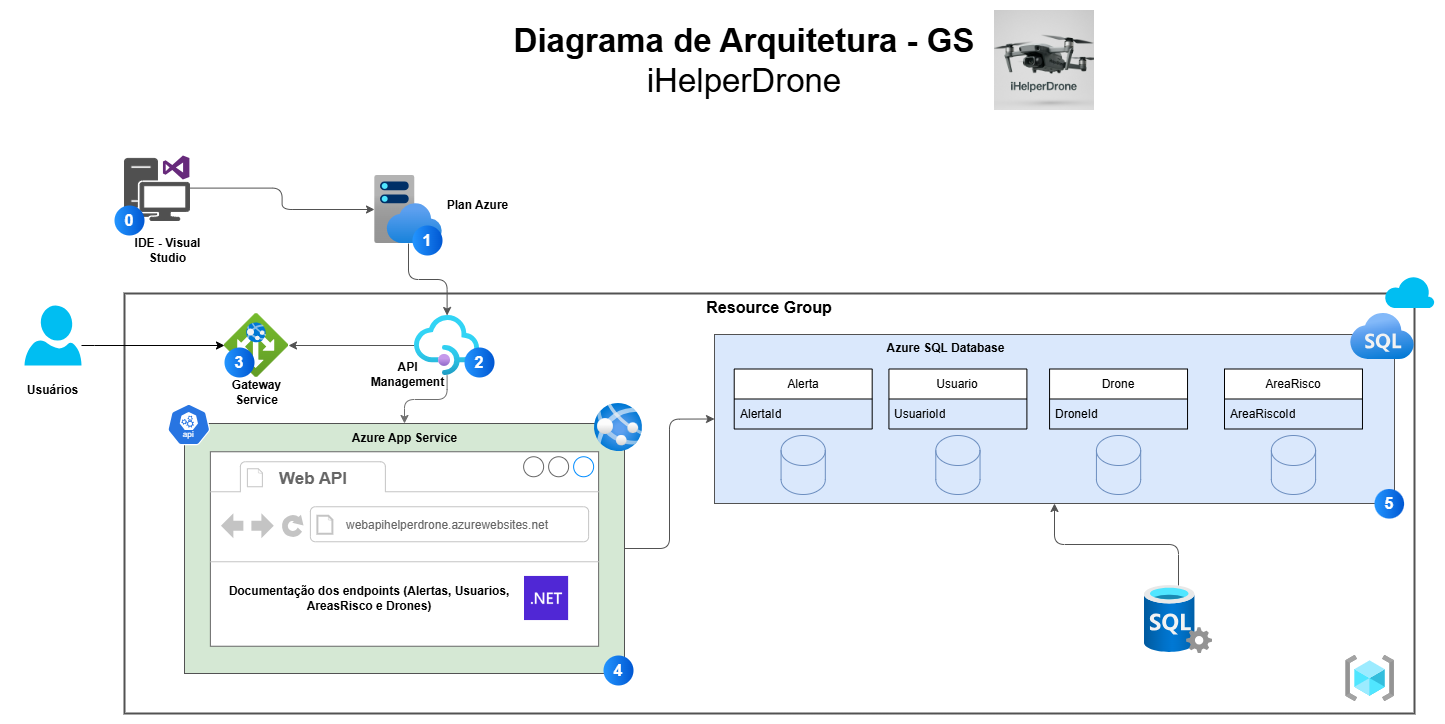 Diagrama de Arquitetura - GS
iHelperDrone
iHelperDrone
0
IDE - Visual
Studio
Plan Azure
1
Resource Group
Usuários
3
Gateway
Service
API
Management
2
SQL
Azure SQL Database
Alerta
AlertaId
Usuario
UsuarioId
Drone
DroneId
AreaRisco
AreaRiscoId
5
api
Azure App Service
Web API
webapihelperdrone.azurewebsites.net
Documentação dos endpoints (Alertas, Usuarios,
AreasRisco e Drones)
.NET
4
SQL